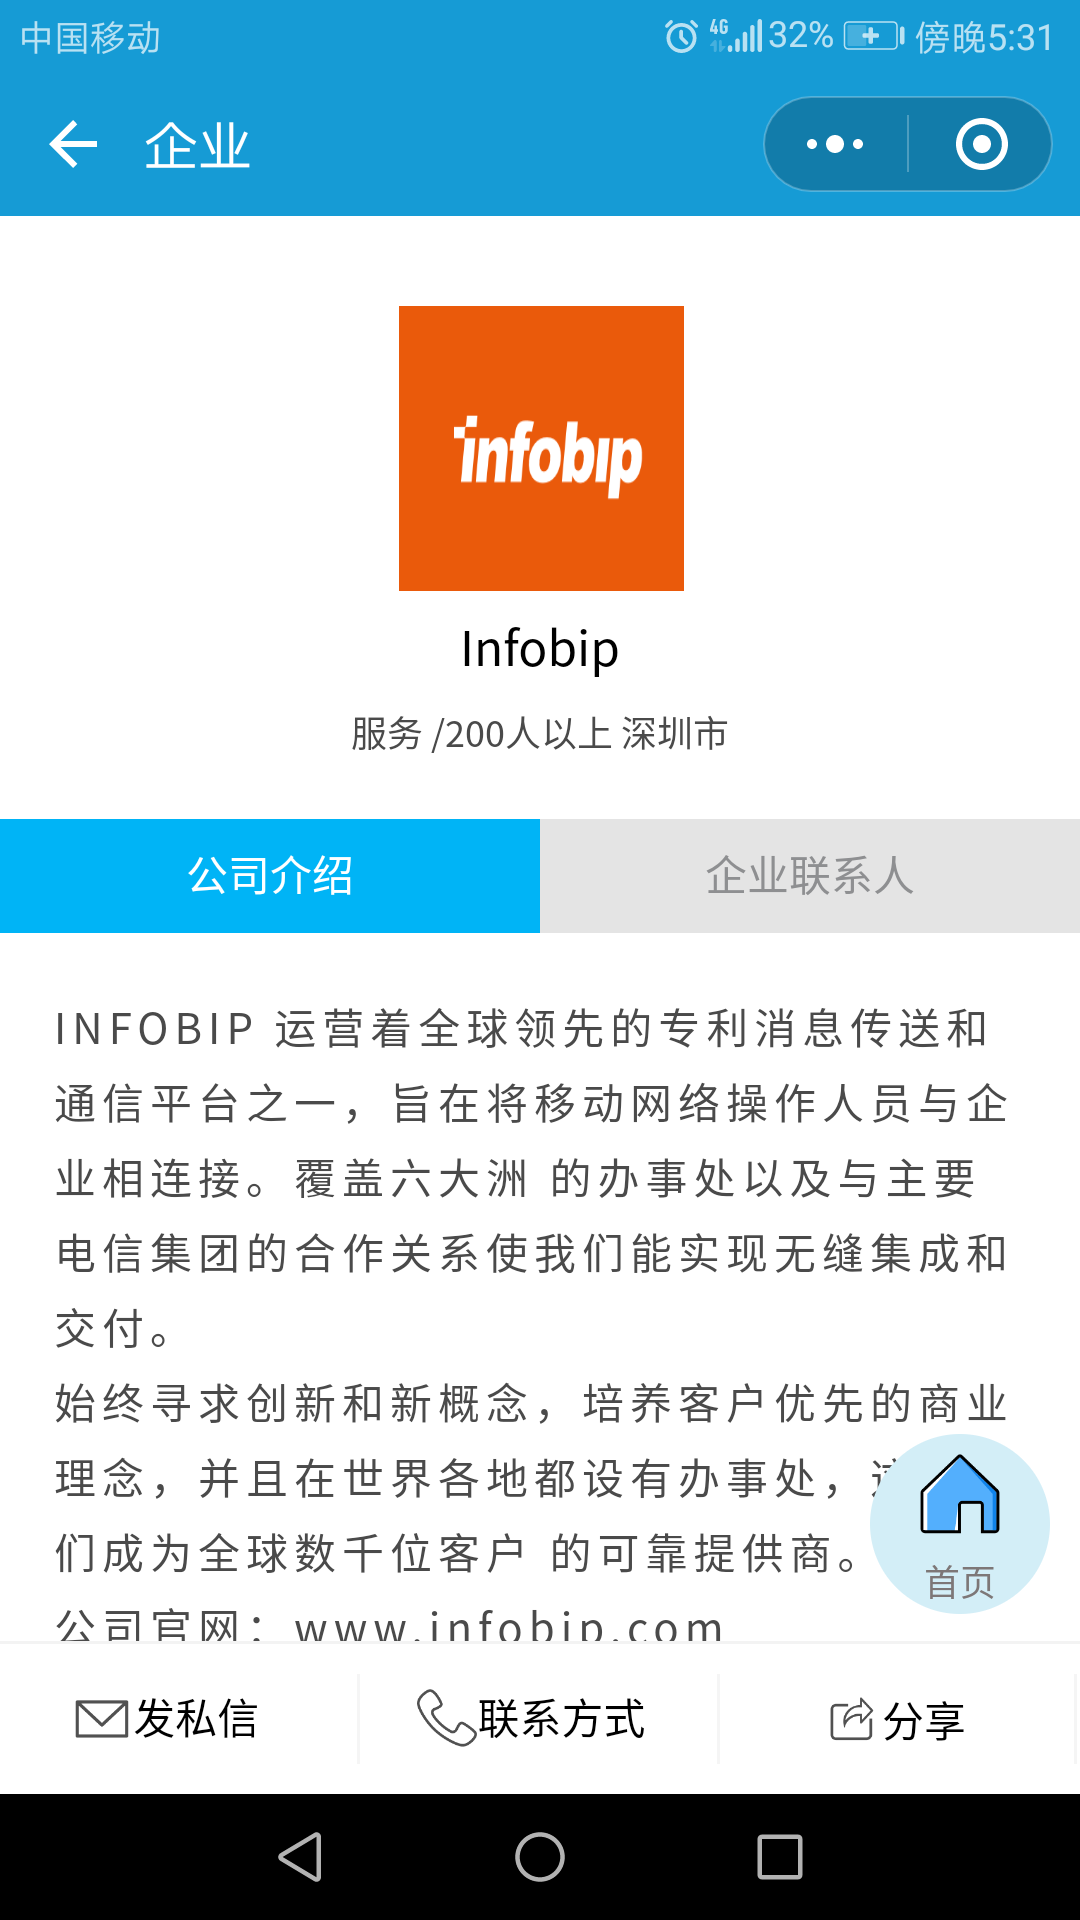 中国移动
4G 32% 傍晚5:31
企业
infobip
Infobip
服务 /200人以上 深圳市
公司介绍 企业联系人
INFOBIP 运营着全球领先的专利消息传送和
通信平台之一，旨在将移动网络操作人员与企
业相连接。覆盖六大洲 的办事处以及与主要
电信集团的合作关系使我们能实现无缝集成和
交付。
始终寻求创新和新概念，培养客户优先的商业
理念，并且在世界各地都设有办事处，
们成为全球数千位客户 的可靠提供商。
公司官网：www.infobip.com
首页
发私信 联系方式 分享